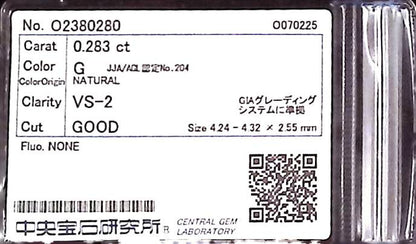 No. O2380280 O070225
Carat 0.283 ct
Color G JJA/AGL認定No.204
ColorOrigin NATURAL
Clarity VS-2 GIAグレーディング
システムに準拠
Cut GOOD Size 4.24 - 4.32 × 2.55 mm
Fluo. NONE
中央宝石研究所® CENTRAL GEM
LABORATORY